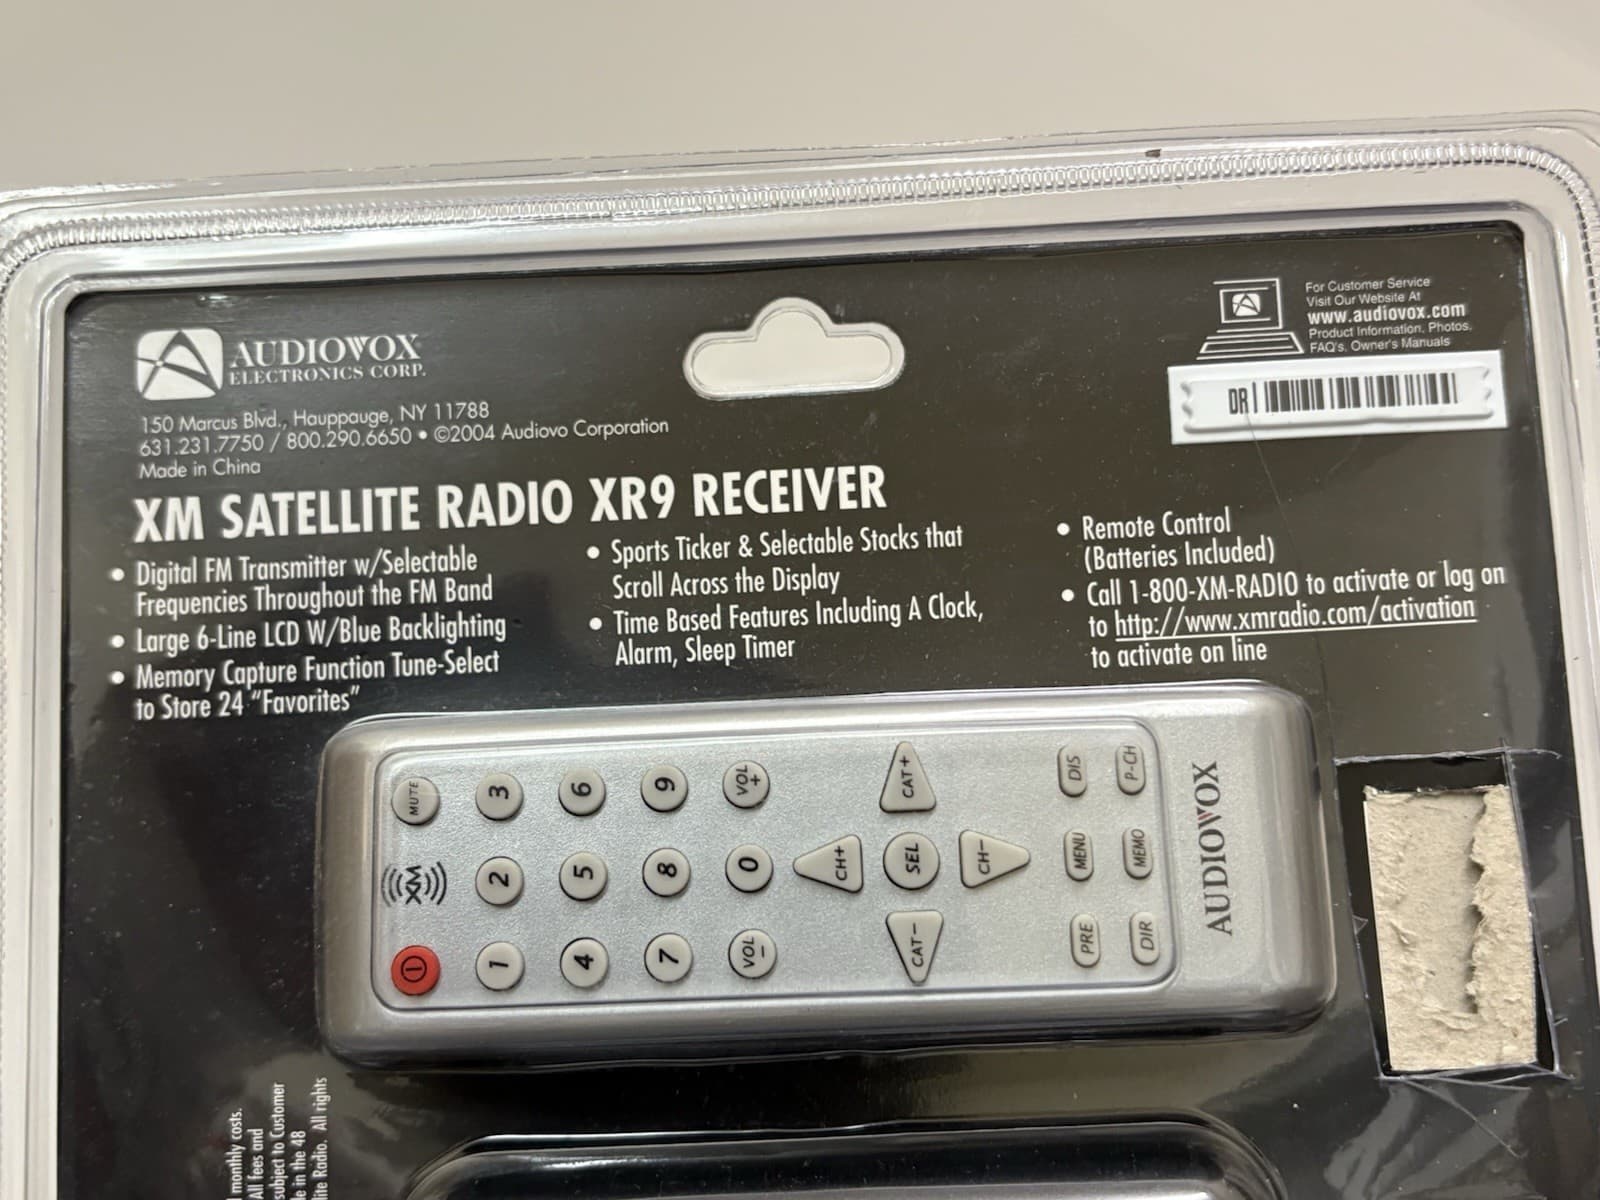 AUDIOVOX
ELECTRONICS CORP.
150 Marcus Blvd., Hauppauge, NY 11788
631.231.7750 / 800.290.6650 • ©2004 Audiovo Corporation
Made in China
For Customer Service
Visit Our Website At
www.audiovox.com
Product Information, Photos,
FAQ's, Owner's Manuals
DR
XM SATELLITE RADIO XR9 RECEIVER
• Digital FM Transmitter w/Selectable
Frequencies Throughout the FM Band
• Large 6-Line LCD W/Blue Backlighting
• Memory Capture Function Tune-Select
to Store 24 "Favorites"
• Sports Ticker & Selectable Stocks that
Scroll Across the Display
• Time Based Features Including A Clock,
Alarm, Sleep Timer
• Remote Control
(Batteries Included)
• Call 1-800-XM-RADIO to activate or log on
to http://www.xmradio.com/activation
to activate on line
XM MUTE
1 2 3
4 5 6
7 8 9
VOL− 0 VOL+
CH+
CAT− SEL CAT+
CH−
PRE MENU DIS
DIR MEMO P-CH
AUDIOVOX
monthly costs.
All fees and
subject to Customer
in the 48
Radio. All rights